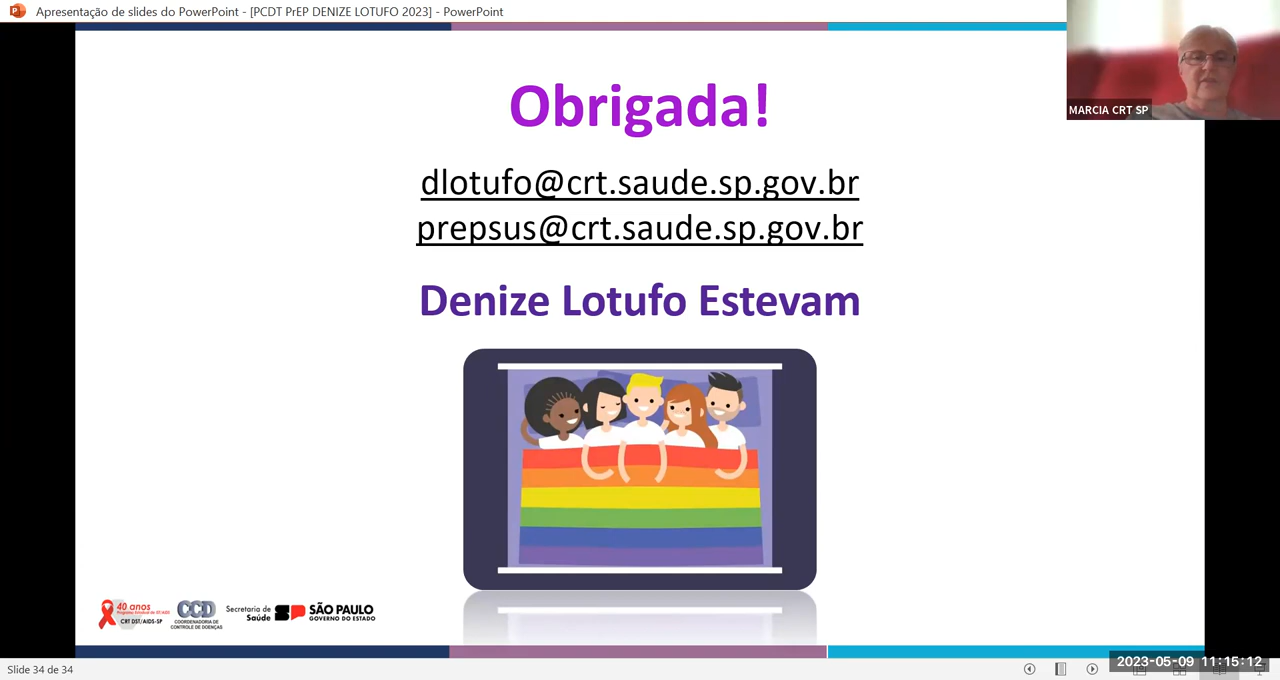 Apresentação de slides do PowerPoint - [PCDT PrEP DENIZE LOTUFO 2023] - PowerPoint
MARCIA CRT SP
Obrigada!
dlotufo@crt.saude.sp.gov.br
prepsus@crt.saude.sp.gov.br
Denize Lotufo Estevam
40 anos
CRT DST/AIDS-SP
CCD
COORDENADORIA DE
CONTROLE DE DOENÇAS
Secretaria de
Saúde
SÃO PAULO
GOVERNO DO ESTADO
Slide 34 de 34
2023-05-09 11:15:12